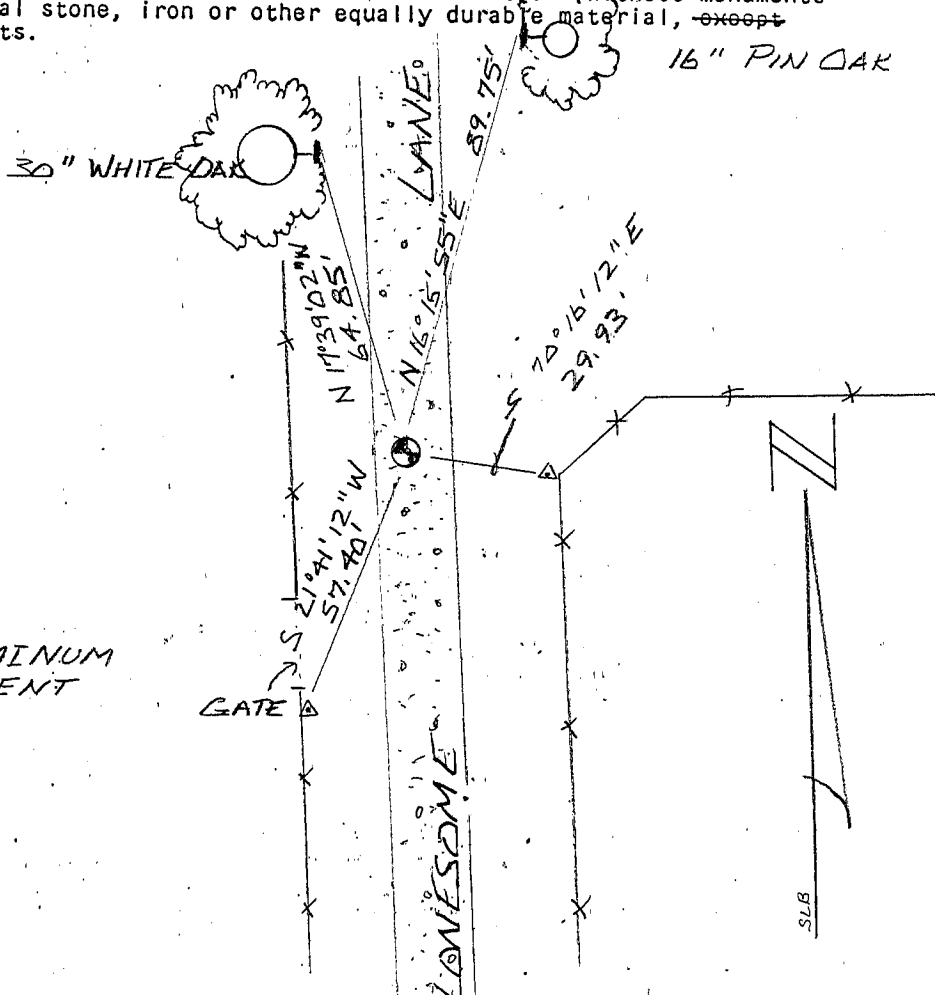 al stone, iron or other equally durable material, except
ts.
16" PIN OAK
30" WHITE OAK
LANE
89.75'
N 16°15'55" E
N 17°39'02" W
64.85'
S 70°16'12" E
29.93'
S 21°41'12" W
57.40'
MINUM
ENT
GATE
LONESOME
N
SLB